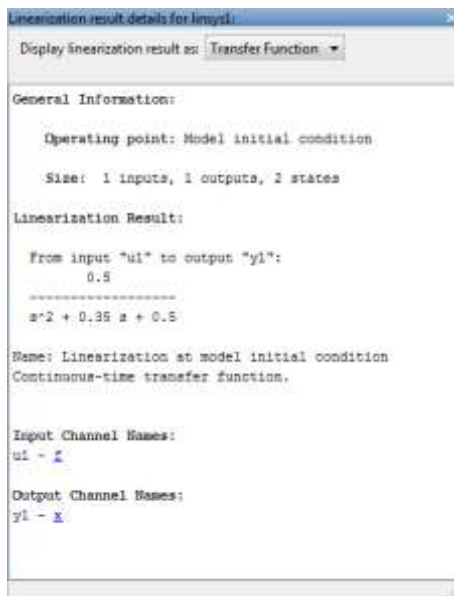 Linearization result details for linsys1:
Display linearization result as: Transfer Function
General Information:
Operating point: Model initial condition
Size: 1 inputs, 1 outputs, 2 states
Linearization Result:
From input "u1" to output "y1":
0.5
------------------
s^2 + 0.35 s + 0.5
Name: Linearization at model initial condition
Continuous-time transfer function.
Input Channel Names:
u1 - f
Output Channel Names:
y1 - x